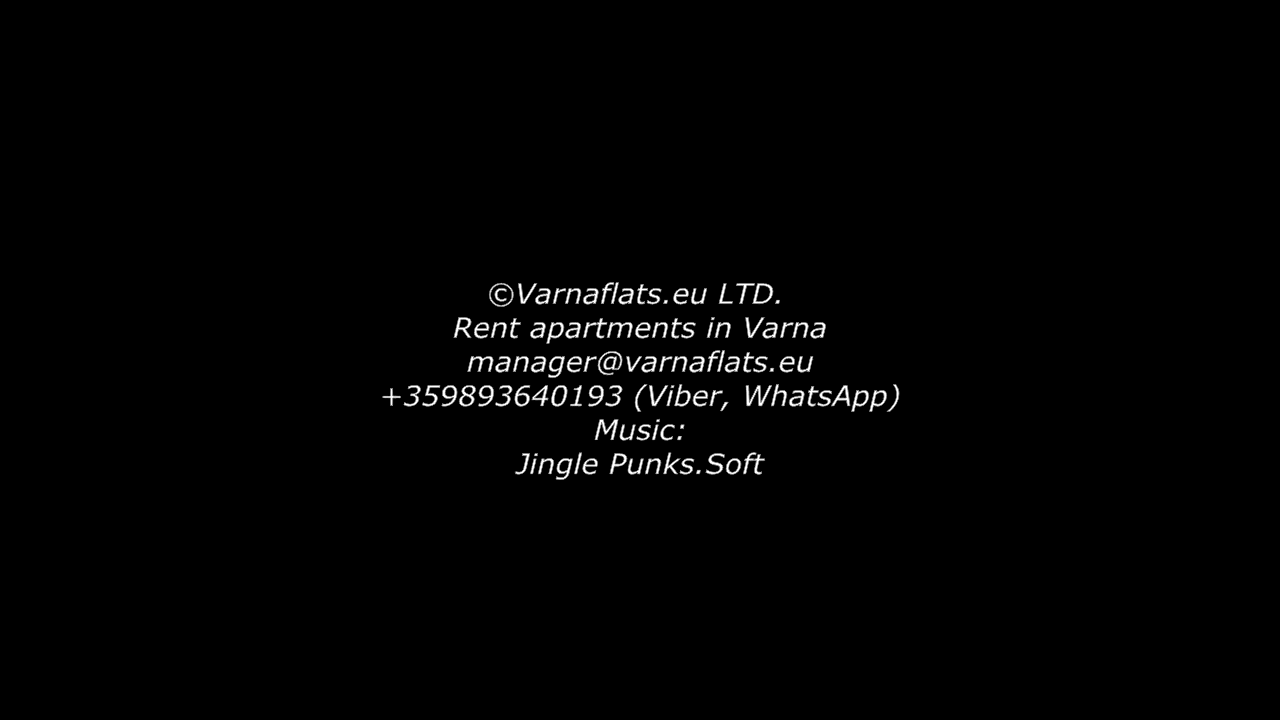 ©Varnaflats.eu LTD.
Rent apartments in Varna
manager@varnaflats.eu
+359893640193 (Viber, WhatsApp)
Music:
Jingle Punks.Soft